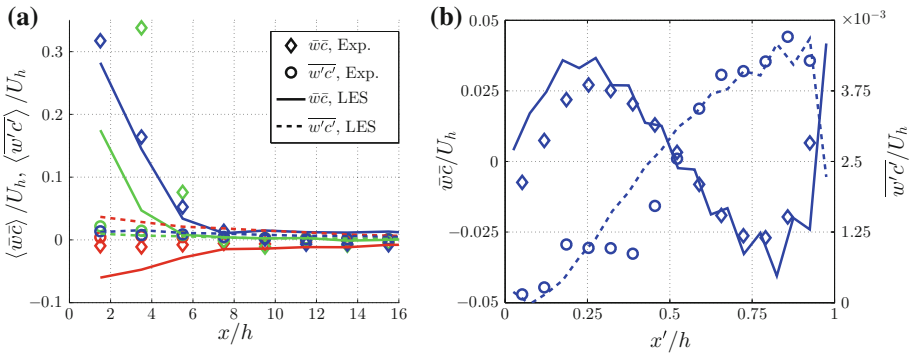 (a)
⟨w̄c̄⟩/U_h, ⟨w′c′⟩/U_h
0.3
0.2
0.1
0
−0.1
0 2 4 6 8 10 12 14 16
x/h
w̄c̄, Exp.
w′c′, Exp.
w̄c̄, LES
w′c′, LES
(b)
w̄c̄/U_h
0.05
0.025
0
−0.025
−0.05
0 0.25 0.5 0.75 1
x′/h
×10⁻³
5
3.75
2.5
1.25
0
w′c′/U_h